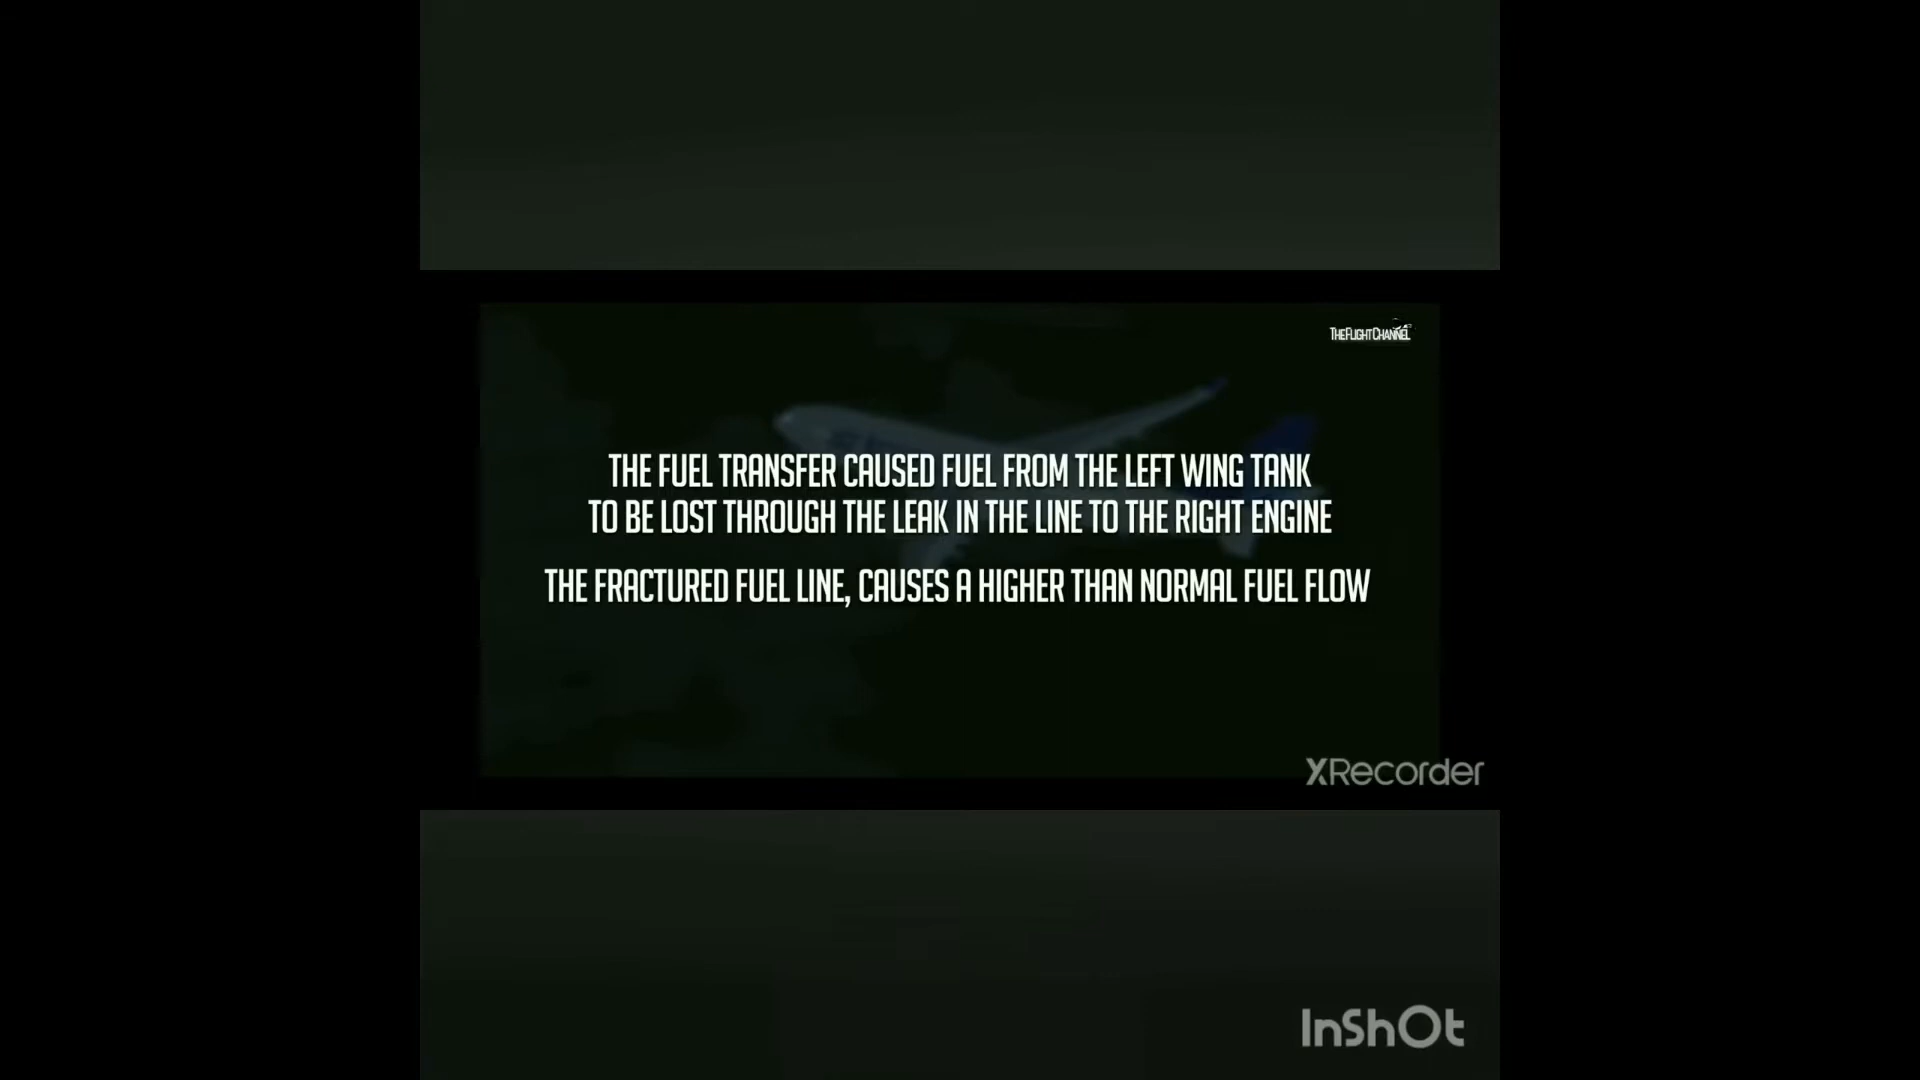 THEFLIGHTCHANNEL
THE FUEL TRANSFER CAUSED FUEL FROM THE LEFT WING TANK
TO BE LOST THROUGH THE LEAK IN THE LINE TO THE RIGHT ENGINE
THE FRACTURED FUEL LINE, CAUSES A HIGHER THAN NORMAL FUEL FLOW
XRecorder
InShOt